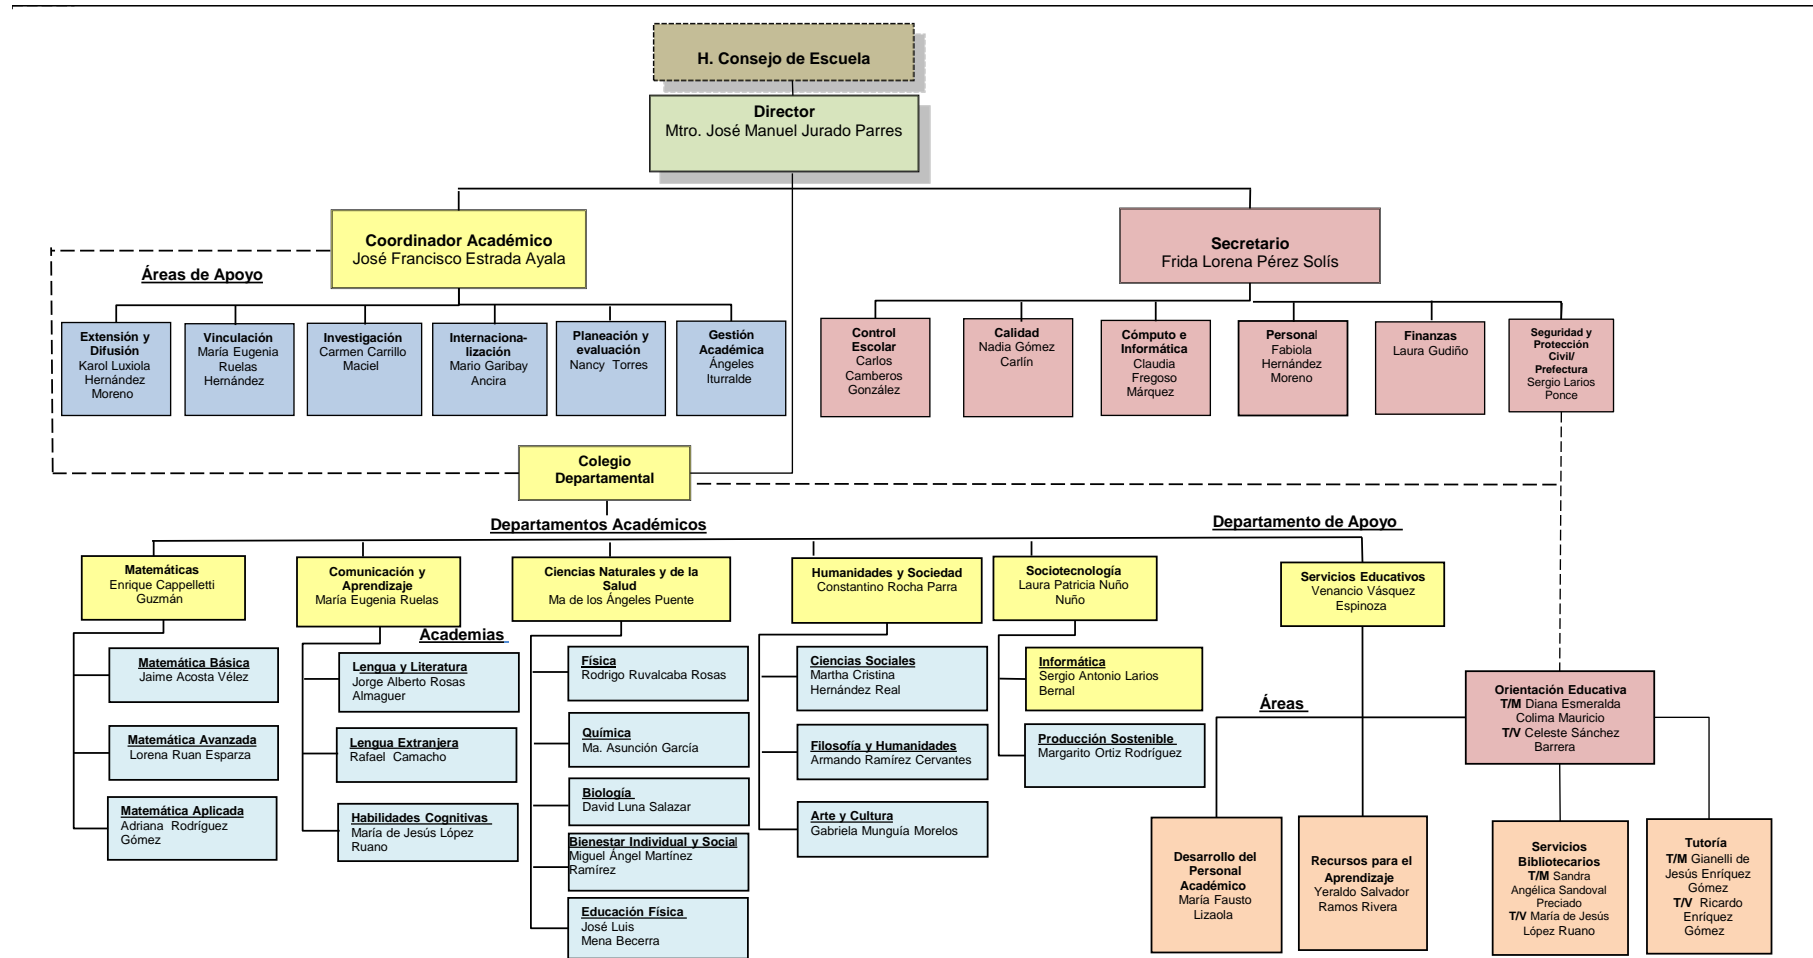 H. Consejo de Escuela
Director
Mtro. José Manuel Jurado Parres
Coordinador Académico
José Francisco Estrada Ayala
Secretario
Frida Lorena Pérez Solís
Áreas de Apoyo
Extensión y
Difusión
Karol Luxiola
Hernández
Moreno
Vinculación
María Eugenia
Ruelas
Hernández
Investigación
Carmen Carrillo
Maciel
Internaciona-
lización
Mario Garibay
Ancira
Planeación y
evaluación
Nancy Torres
Gestión
Académica
Ángeles
Iturralde
Control
Escolar
Carlos
Camberos
González
Calidad
Nadia Gómez
Carlín
Cómputo e
Informática
Claudia
Fregoso
Márquez
Personal
Fabiola
Hernández
Moreno
Finanzas
Laura Gudiño
Seguridad y
Protección
Civil/
Prefectura
Sergio Larios
Ponce
Colegio
Departamental
Departamentos Académicos
Departamento de Apoyo
Matemáticas
Enrique Cappelletti
Guzmán
Comunicación y
Aprendizaje
María Eugenia Ruelas
Ciencias Naturales y de la
Salud
Ma de los Ángeles Puente
Humanidades y Sociedad
Constantino Rocha Parra
Sociotecnología
Laura Patricia Nuño
Nuño
Servicios Educativos
Venancio Vásquez
Espinoza
Academias
Matemática Básica
Jaime Acosta Vélez
Matemática Avanzada
Lorena Ruan Esparza
Matemática Aplicada
Adriana Rodríguez
Gómez
Lengua y Literatura
Jorge Alberto Rosas
Almaguer
Lengua Extranjera
Rafael Camacho
Habilidades Cognitivas
María de Jesús López
Ruano
Física
Rodrigo Ruvalcaba Rosas
Química
Ma. Asunción García
Biología
David Luna Salazar
Bienestar Individual y Social
Miguel Ángel Martínez
Ramírez
Educación Física
José Luis
Mena Becerra
Ciencias Sociales
Martha Cristina
Hernández Real
Filosofía y Humanidades
Armando Ramírez Cervantes
Arte y Cultura
Gabriela Munguía Morelos
Informática
Sergio Antonio Larios
Bernal
Producción Sostenible
Margarito Ortiz Rodríguez
Áreas
Orientación Educativa
T/M Diana Esmeralda
Colima Mauricio
T/V Celeste Sánchez
Barrera
Desarrollo del
Personal
Académico
María Fausto
Lizaola
Recursos para el
Aprendizaje
Yeraldo Salvador
Ramos Rivera
Servicios
Bibliotecarios
T/M Sandra
Angélica Sandoval
Preciado
T/V María de Jesús
López Ruano
Tutoría
T/M Gianelli de
Jesús Enríquez
Gómez
T/V Ricardo
Enríquez
Gómez